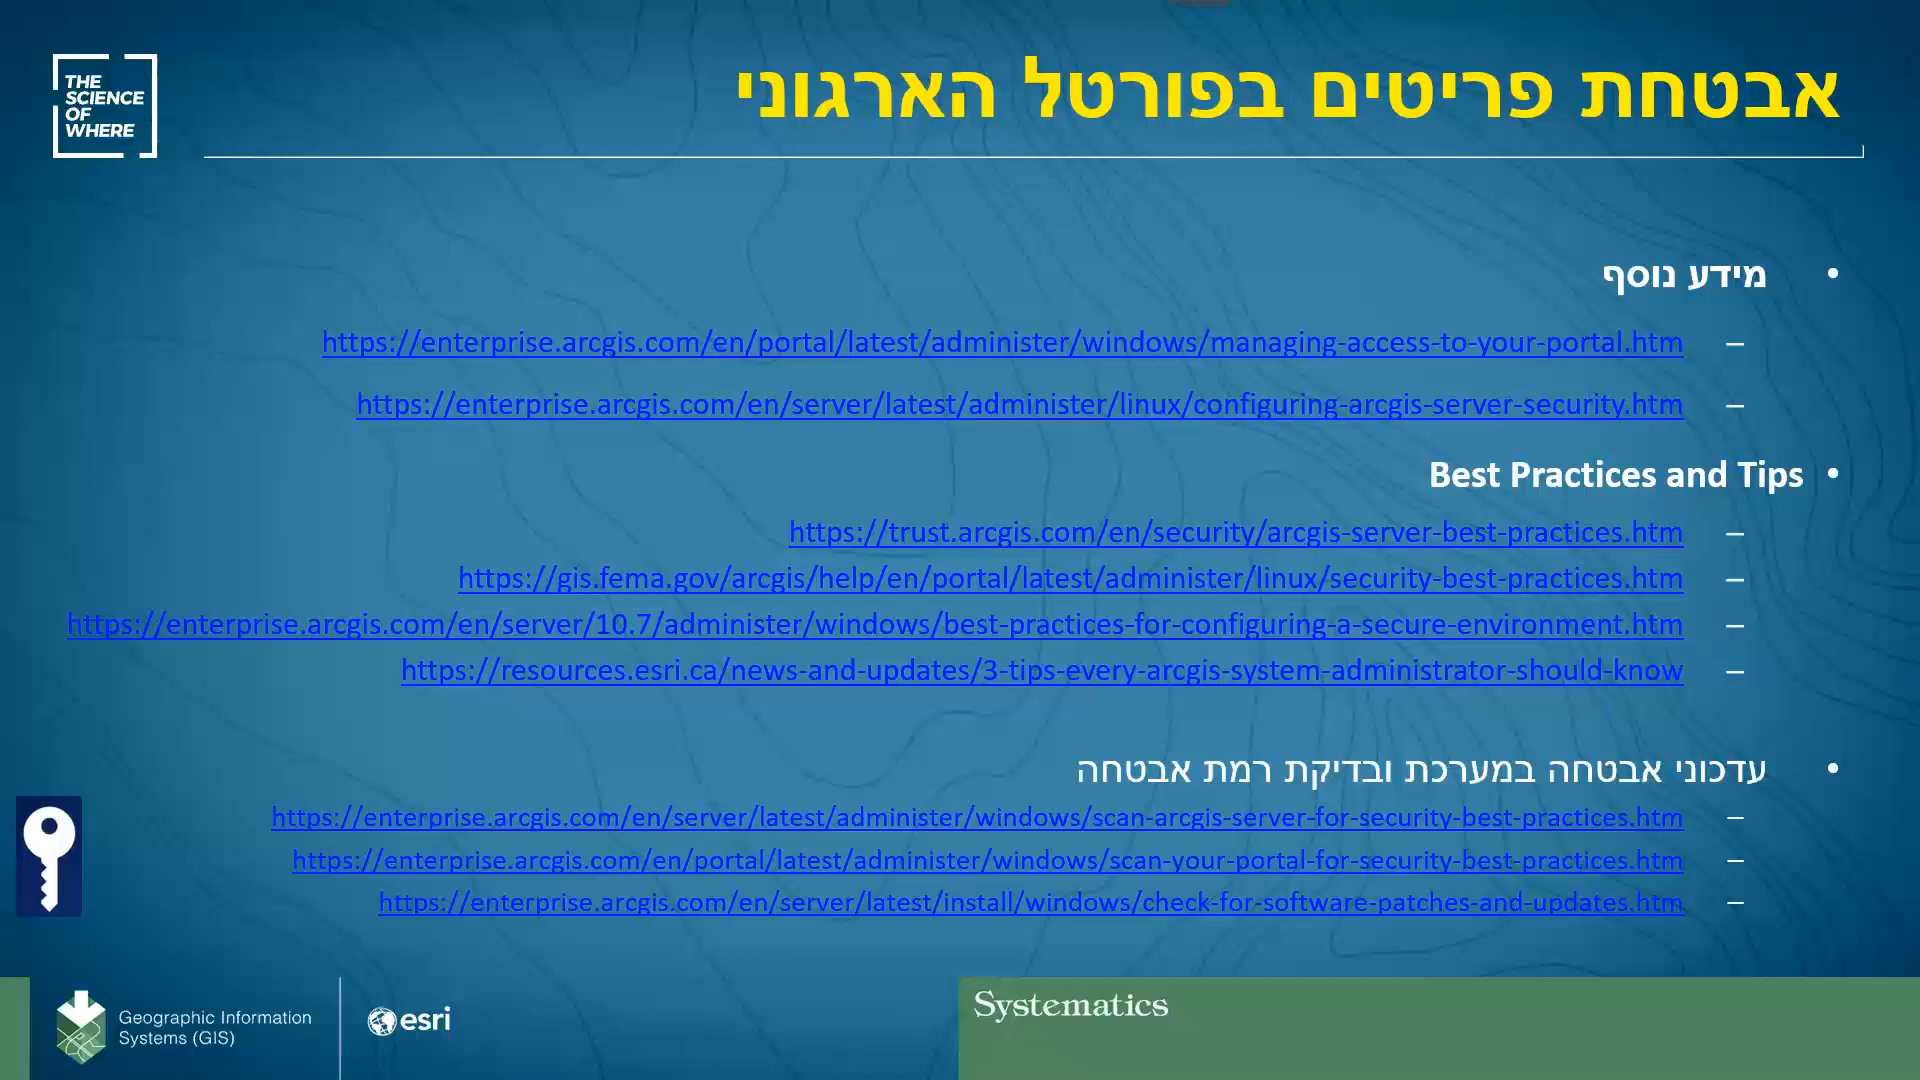 THE
SCIENCE
OF
WHERE
אבטחת פריטים בפורטל הארגוני
• מידע נוסף
– https://enterprise.arcgis.com/en/portal/latest/administer/windows/managing-access-to-your-portal.htm
– https://enterprise.arcgis.com/en/server/latest/administer/linux/configuring-arcgis-server-security.htm
• Best Practices and Tips
– https://trust.arcgis.com/en/security/arcgis-server-best-practices.htm
– https://gis.fema.gov/arcgis/help/en/portal/latest/administer/linux/security-best-practices.htm
– https://enterprise.arcgis.com/en/server/10.7/administer/windows/best-practices-for-configuring-a-secure-environment.htm
– https://resources.esri.ca/news-and-updates/3-tips-every-arcgis-system-administrator-should-know
• עדכוני אבטחה במערכת ובדיקת רמת אבטחה
– https://enterprise.arcgis.com/en/server/latest/administer/windows/scan-arcgis-server-for-security-best-practices.htm
– https://enterprise.arcgis.com/en/portal/latest/administer/windows/scan-your-portal-for-security-best-practices.htm
– https://enterprise.arcgis.com/en/server/latest/install/windows/check-for-software-patches-and-updates.htm
Geographic Information
Systems (GIS)
esri
Systematics